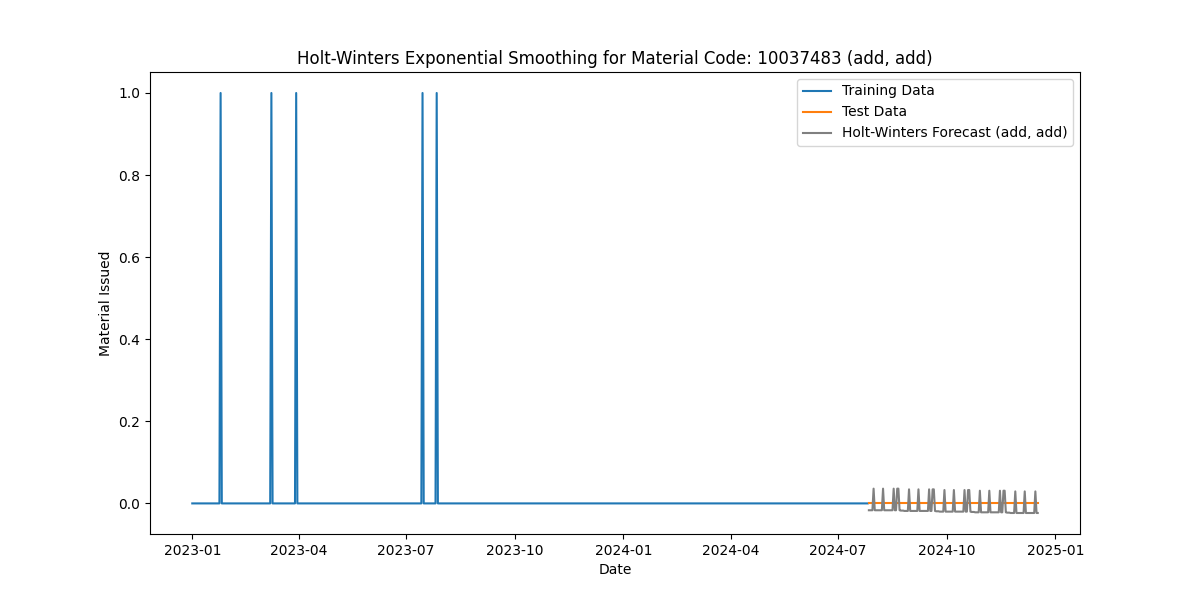 Holt-Winters Exponential Smoothing for Material Code: 10037483 (add, add)
Training Data
Test Data
Holt-Winters Forecast (add, add)
Material Issued
1.0
0.8
0.6
0.4
0.2
0.0
2023-01 2023-04 2023-07 2023-10 2024-01 2024-04 2024-07 2024-10 2025-01
Date